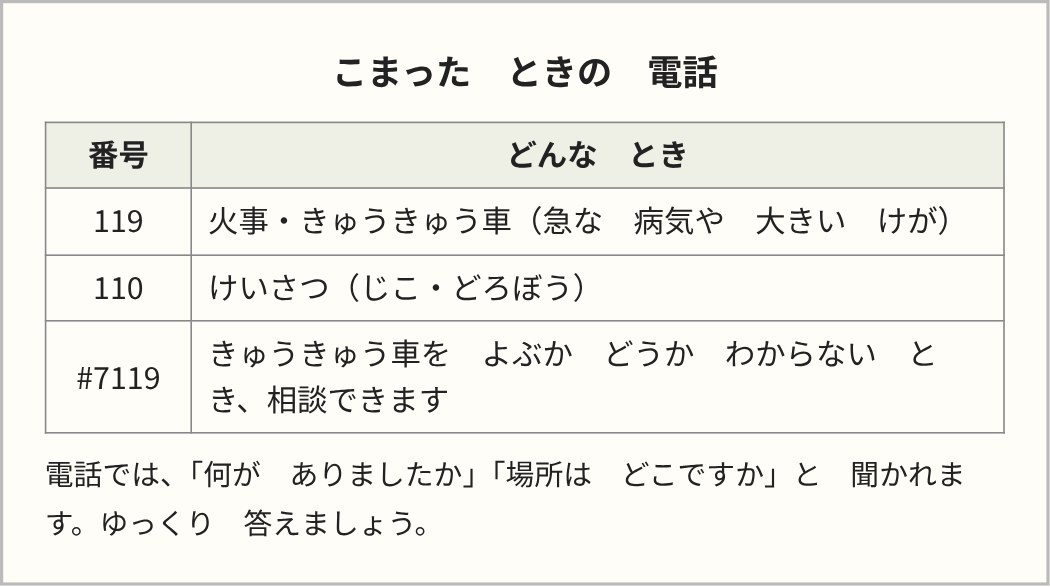 こまった　ときの　電話
番号　どんな　とき
119　火事・きゅうきゅう車（急な　病気や　大きい　けが）
110　けいさつ（じこ・どろぼう）
#7119　きゅうきゅう車を　よぶか　どうか　わからない　と
き、相談できます
電話では、「何が　ありましたか」「場所は　どこですか」と　聞かれま
す。ゆっくり　答えましょう。